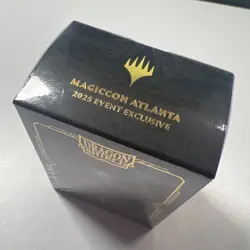 MAGICCON ATLANTA
2025 EVENT EXCLUSIVE
DRAGON
SHIELD